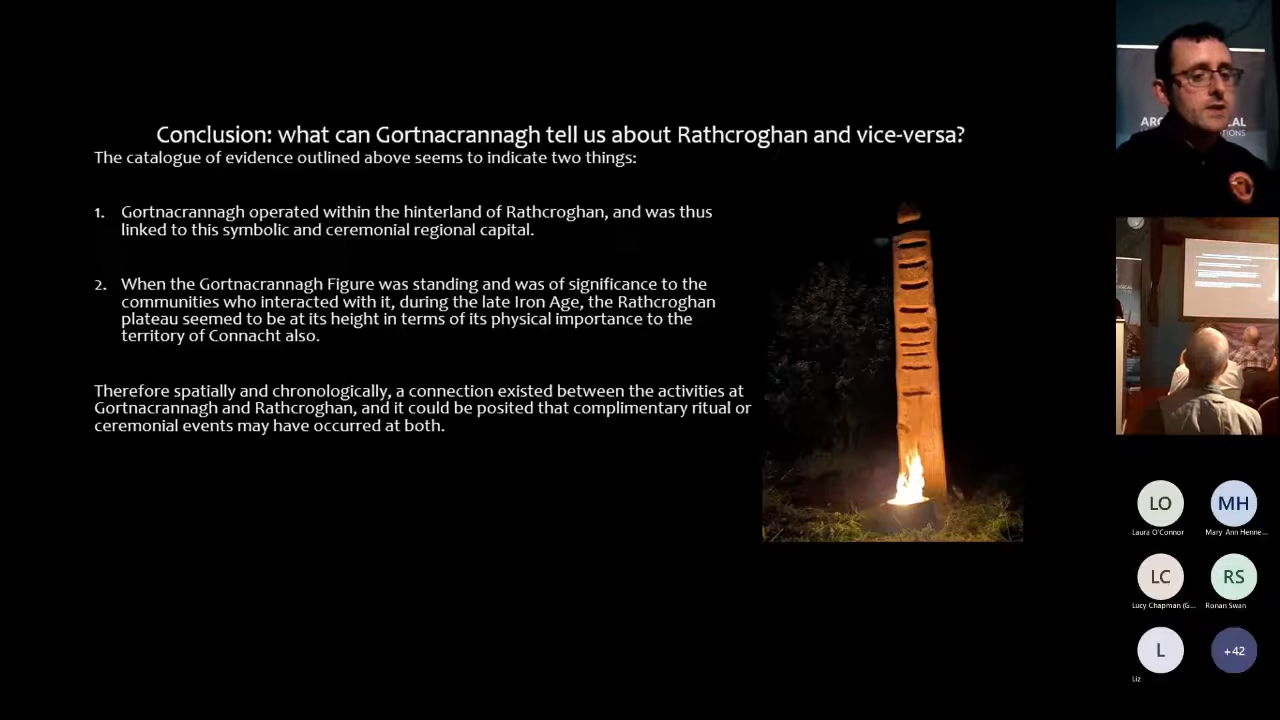 Conclusion: what can Gortnacrannagh tell us about Rathcroghan and vice-versa?
The catalogue of evidence outlined above seems to indicate two things:
1. Gortnacrannagh operated within the hinterland of Rathcroghan, and was thus
linked to this symbolic and ceremonial regional capital.
2. When the Gortnacrannagh Figure was standing and was of significance to the
communities who interacted with it, during the late Iron Age, the Rathcroghan
plateau seemed to be at its height in terms of its physical importance to the
territory of Connacht also.
Therefore spatially and chronologically, a connection existed between the activities at
Gortnacrannagh and Rathcroghan, and it could be posited that complimentary ritual or
ceremonial events may have occurred at both.
LO
MH
Laura O'Connor
Mary Ann Henne...
LC
RS
Lucy Chapman (G...
Ronan Swan
L
+42
Liz